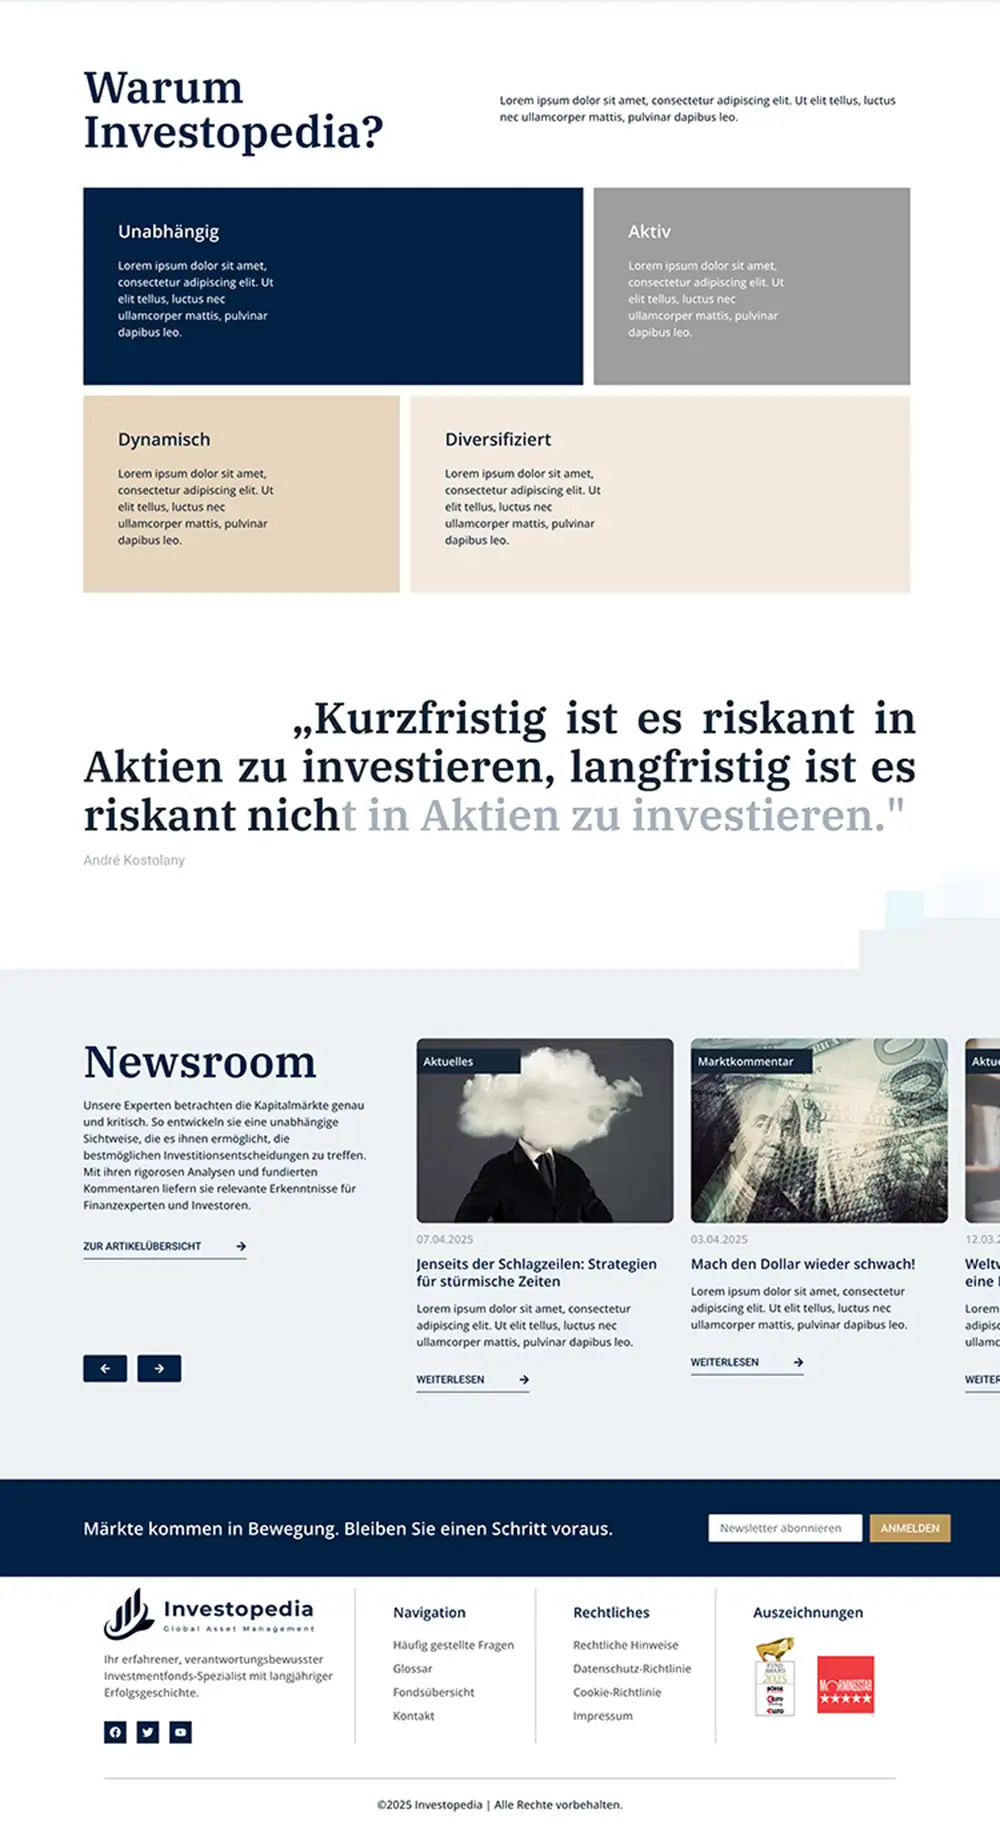 Warum
Investopedia?
Lorem ipsum dolor sit amet, consectetur adipiscing elit. Ut elit tellus, luctus
nec ullamcorper mattis, pulvinar dapibus leo.
Unabhängig
Lorem ipsum dolor sit amet,
consectetur adipiscing elit. Ut
elit tellus, luctus nec
ullamcorper mattis, pulvinar
dapibus leo.
Aktiv
Lorem ipsum dolor sit amet,
consectetur adipiscing elit. Ut
elit tellus, luctus nec
ullamcorper mattis, pulvinar
dapibus leo.
Dynamisch
Lorem ipsum dolor sit amet,
consectetur adipiscing elit. Ut
elit tellus, luctus nec
ullamcorper mattis, pulvinar
dapibus leo.
Diversifiziert
Lorem ipsum dolor sit amet,
consectetur adipiscing elit. Ut
elit tellus, luctus nec
ullamcorper mattis, pulvinar
dapibus leo.
„Kurzfristig ist es riskant in
Aktien zu investieren, langfristig ist es
riskant nicht in Aktien zu investieren."
André Kostolany
Newsroom
Unsere Experten betrachten die Kapitalmärkte genau
und kritisch. So entwickeln sie eine unabhängige
Sichtweise, die es ihnen ermöglicht, die
bestmöglichen Investitionsentscheidungen zu treffen.
Mit ihren rigorosen Analysen und fundierten
Kommentaren liefern sie relevante Erkenntnisse für
Finanzexperten und Investoren.
ZUR ARTIKELÜBERSICHT →
← →
Aktuelles
07.04.2025
Jenseits der Schlagzeilen: Strategien
für stürmische Zeiten
Lorem ipsum dolor sit amet, consectetur
adipiscing elit. Ut elit tellus, luctus nec
ullamcorper mattis, pulvinar dapibus leo.
WEITERLESEN →
Marktkommentar
03.04.2025
Mach den Dollar wieder schwach!
Lorem ipsum dolor sit amet, consectetur
adipiscing elit. Ut elit tellus, luctus nec
ullamcorper mattis, pulvinar dapibus leo.
WEITERLESEN →
Aktue
12.03.2
Weltw
eine
Lorem
adipisc
ullamc
WEITER
Märkte kommen in Bewegung. Bleiben Sie einen Schritt voraus.
Newsletter abonnieren
ANMELDEN
Investopedia
Global Asset Management
Ihr erfahrener, verantwortungsbewusster
Investmentfonds-Spezialist mit langjähriger
Erfolgsgeschichte.
Navigation
Häufig gestellte Fragen
Glossar
Fondsübersicht
Kontakt
Rechtliches
Rechtliche Hinweise
Datenschutz-Richtlinie
Cookie-Richtlinie
Impressum
Auszeichnungen
FUND
AWARD
2025
MORNINGSTAR
©2025 Investopedia | Alle Rechte vorbehalten.